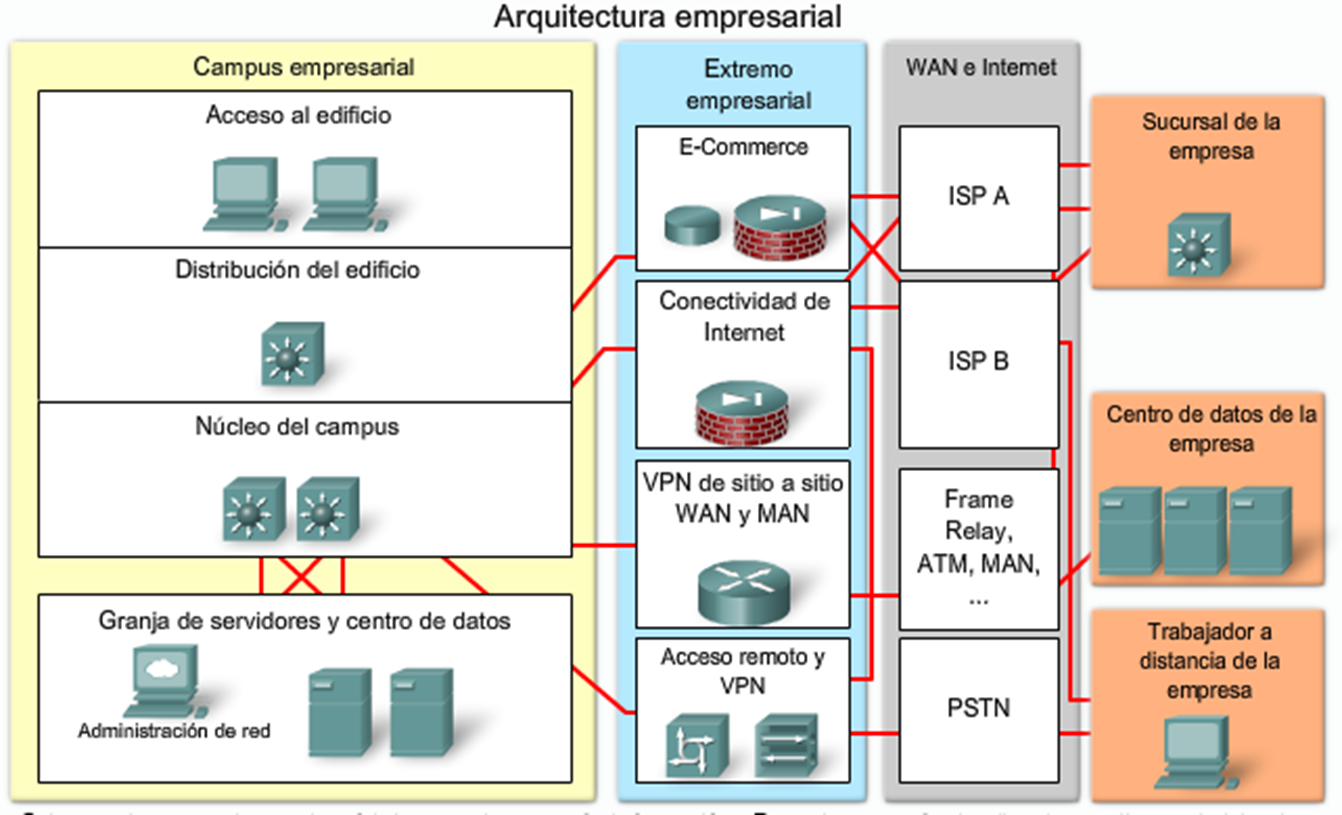 Arquitectura empresarial
Campus empresarial
Acceso al edificio
Distribución del edificio
Núcleo del campus
Granja de servidores y centro de datos
Administración de red
Extremo
empresarial
E-Commerce
Conectividad de
Internet
VPN de sitio a sitio
WAN y MAN
Acceso remoto y
VPN
WAN e Internet
ISP A
ISP B
Frame
Relay,
ATM, MAN,
...
PSTN
Sucursal de la
empresa
Centro de datos de la
empresa
Trabajador a
distancia de la
empresa